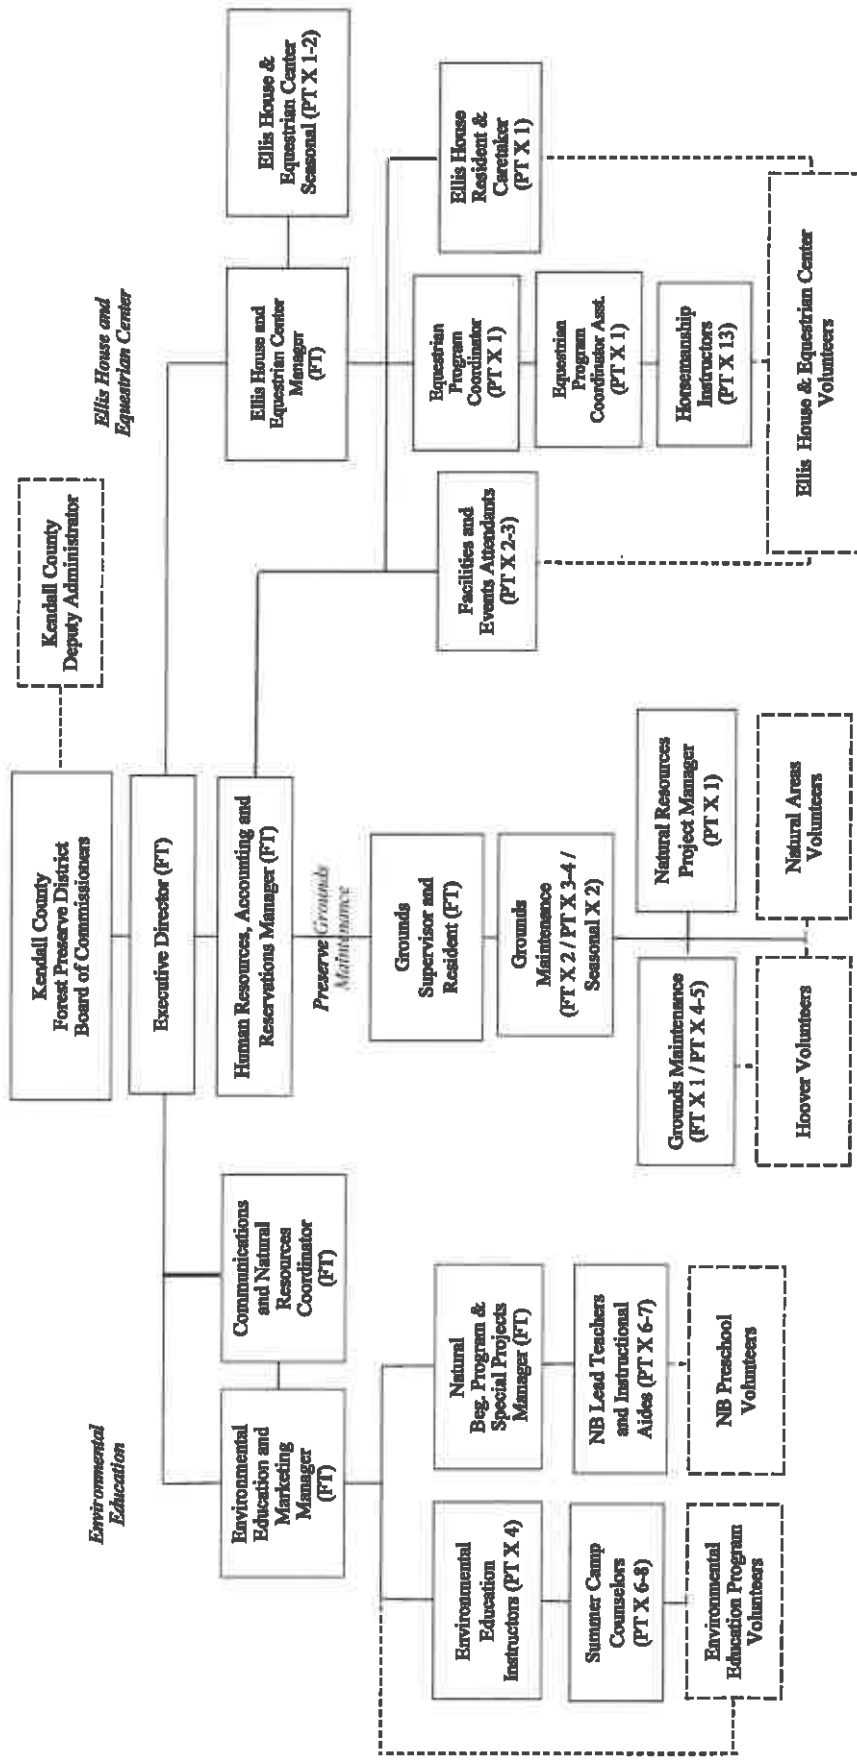 Kendall County
Forest Preserve District
Board of Commissioners
Kendall County
Deputy Administrator
Executive Director (FT)
Environmental
Education
Ellis House and
Equestrian Center
Human Resources, Accounting and
Reservations Manager (FT)
Environmental
Education and
Marketing
Manager
(FT)
Communications
and Natural
Resources
Coordinator
(FT)
Ellis House and
Equestrian Center
Manager
(FT)
Ellis House &
Equestrian Center
Seasonal (PT X 1-2)
Preserve Grounds
Maintenance
Grounds
Supervisor and
Resident (FT)
Environmental
Education
Instructors (PT X 4)
Natural
Beg. Program &
Special Projects
Manager (FT)
Facilities and
Events Attendants
(PT X 2-3)
Equestrian
Program
Coordinator
(PT X 1)
Ellis House
Resident &
Caretaker
(PT X 1)
Grounds
Maintenance
(FT X 2 / PT X 3-4 /
Seasonal X 2)
Summer Camp
Counselors
(PT X 6-8)
NB Lead Teachers
and Instructional
Aides (PT X 6-7)
Equestrian
Program
Coordinator Asst.
(PT X 1)
Grounds Maintenance
(FT X 1 / PT X 4-5)
Natural Resources
Project Manager
(PT X 1)
Horsemanship
Instructors
(PT X 13)
Environmental
Education Program
Volunteers
NB Preschool
Volunteers
Hoover Volunteers
Natural Areas
Volunteers
Ellis House & Equestrian Center
Volunteers